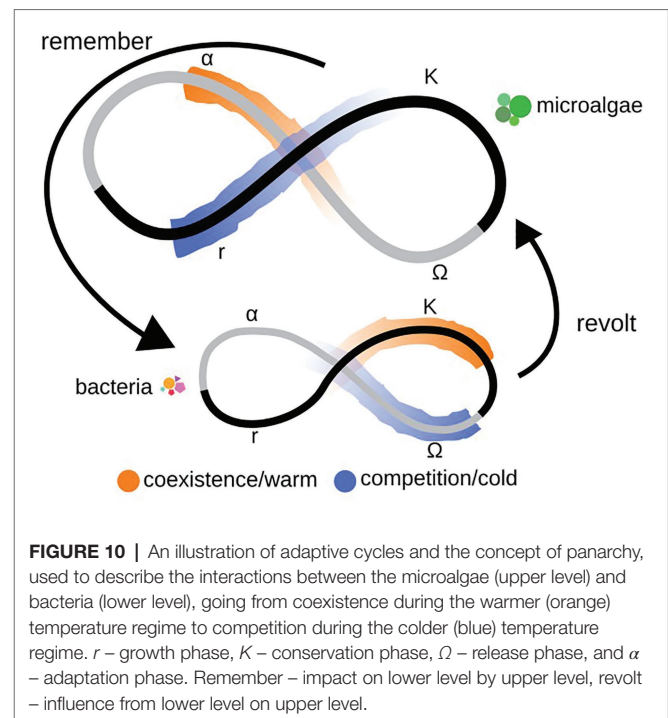 remember
α
K
microalgae
r
Ω
revolt
α
K
bacteria
r
Ω
coexistence/warm competition/cold
FIGURE 10 | An illustration of adaptive cycles and the concept of panarchy,
used to describe the interactions between the microalgae (upper level) and
bacteria (lower level), going from coexistence during the warmer (orange)
temperature regime to competition during the colder (blue) temperature
regime. r – growth phase, K – conservation phase, Ω – release phase, and α
– adaptation phase. Remember – impact on lower level by upper level, revolt
– influence from lower level on upper level.